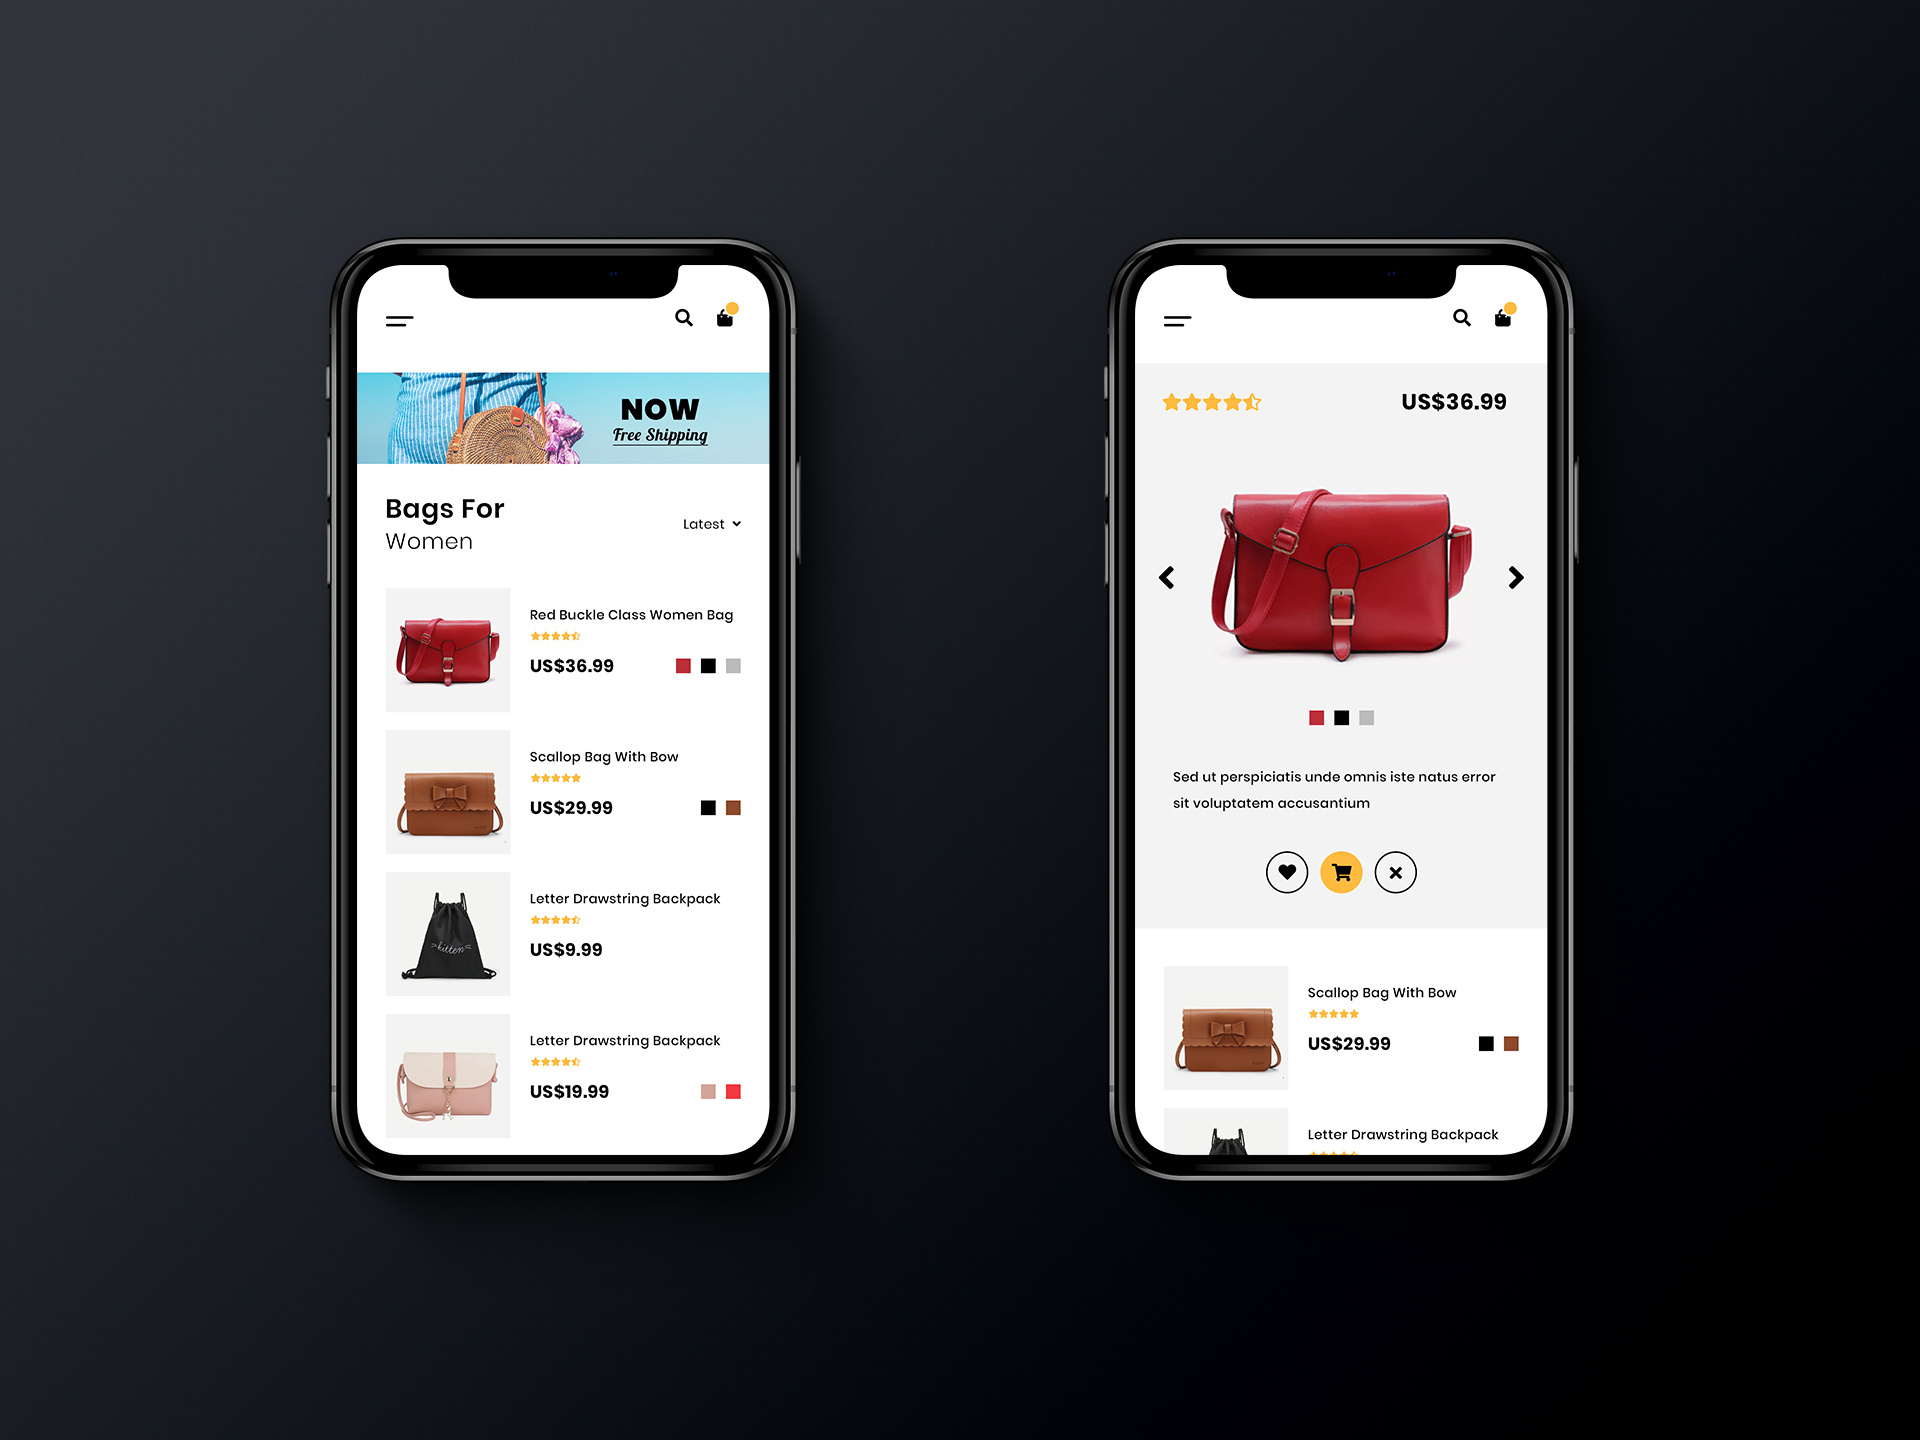 NOW
Free Shipping
Bags For
Women
Latest
Red Buckle Class Women Bag
US$36.99
Scallop Bag With Bow
US$29.99
Letter Drawstring Backpack
kitten
US$9.99
Letter Drawstring Backpack
US$19.99
US$36.99
Sed ut perspiciatis unde omnis iste natus error
sit voluptatem accusantium
Scallop Bag With Bow
US$29.99
Letter Drawstring Backpack